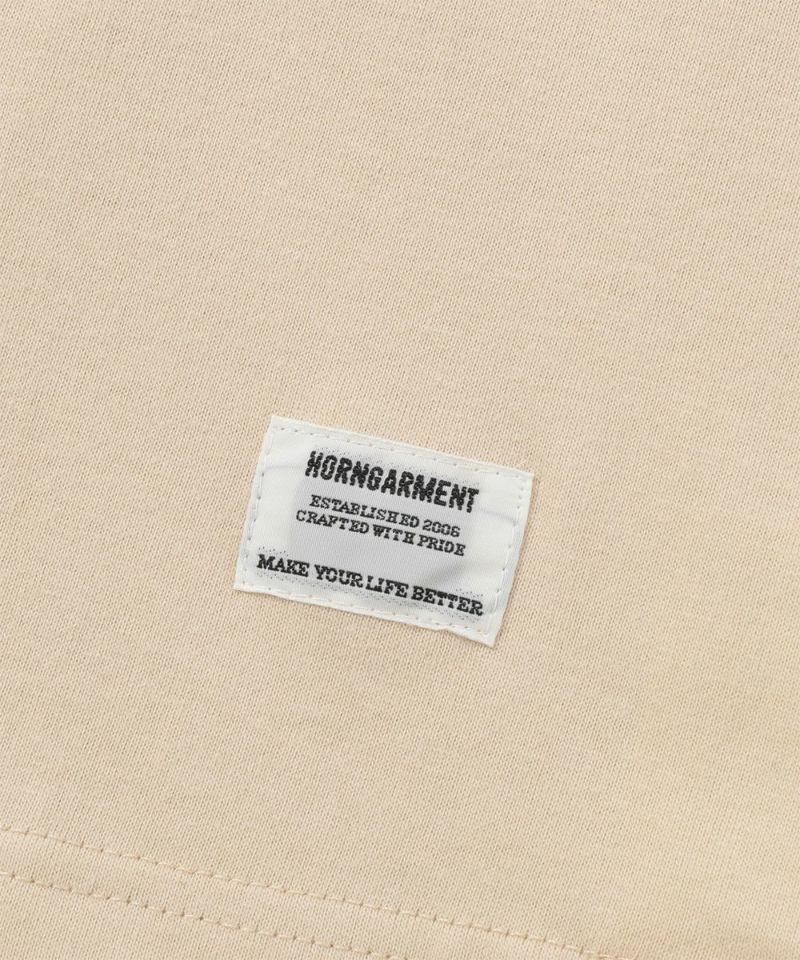 HORNGARMENT
ESTABLISHED 2006
CRAFTED WITH PRIDE
MAKE YOUR LIFE BETTER